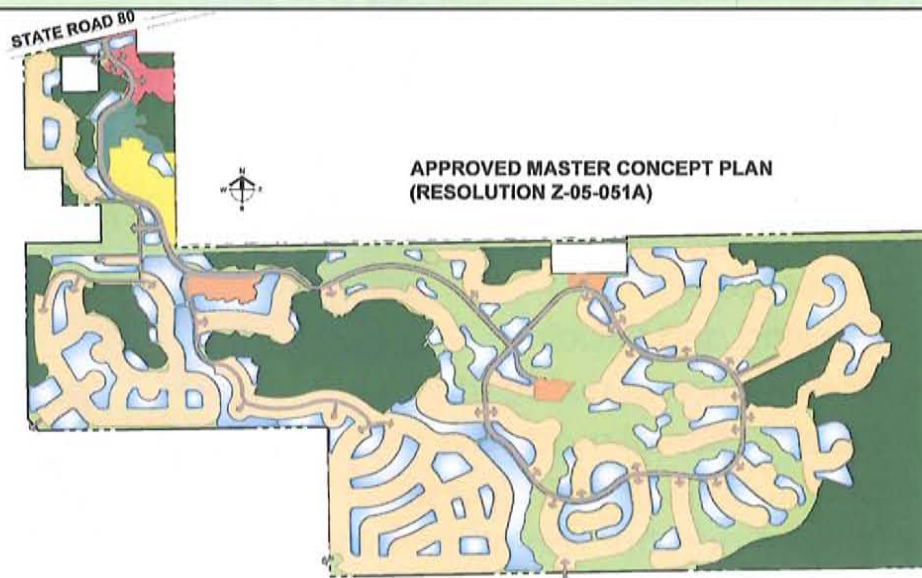 STATE ROAD 80
APPROVED MASTER CONCEPT PLAN
(RESOLUTION Z-05-051A)
N
W E
S